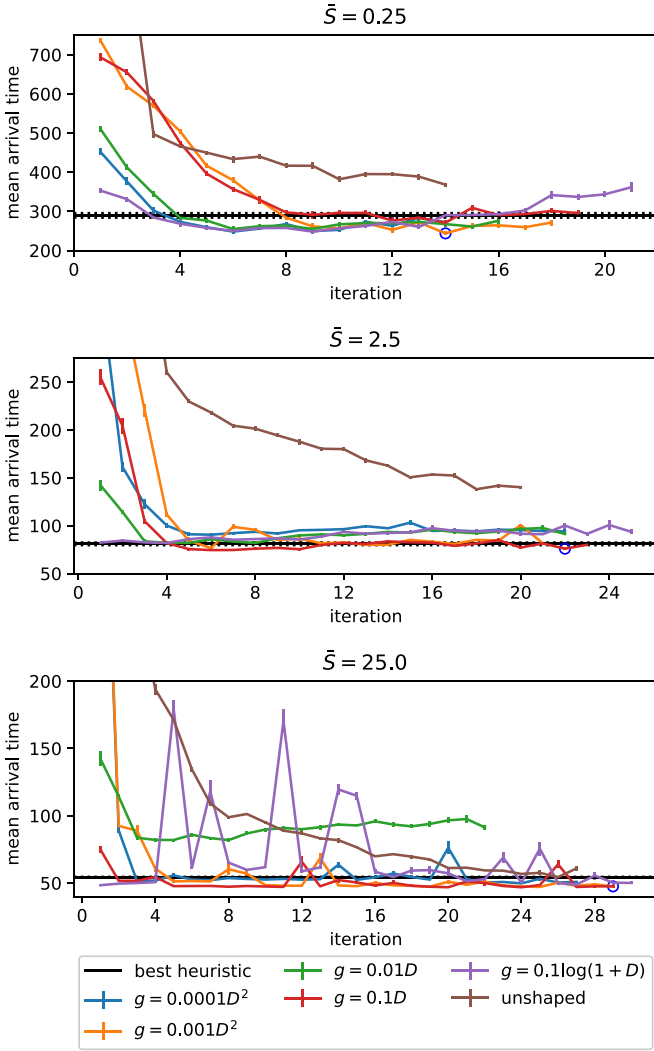 S̄ = 0.25
700
600
500
400
300
200
mean arrival time
0 4 8 12 16 20
iteration
S̄ = 2.5
250
200
150
100
50
mean arrival time
0 4 8 12 16 20 24
iteration
S̄ = 25.0
200
150
100
50
mean arrival time
0 4 8 12 16 20 24 28
iteration
best heuristic g = 0.01D g = 0.1log(1 + D)
g = 0.0001D² g = 0.1D unshaped
g = 0.001D²